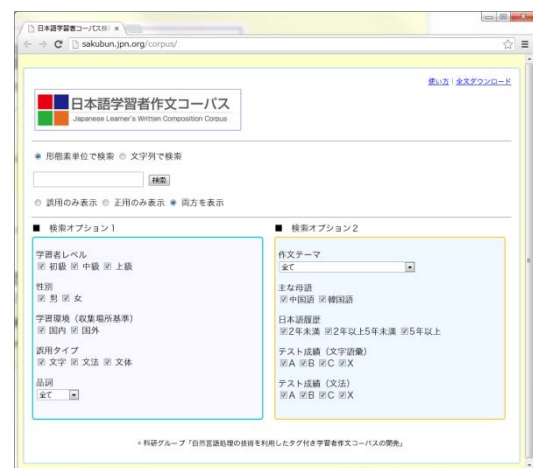 日本語学習者コーパス検
sakubun.jpn.org/corpus/
使い方 | 全文ダウンロード
日本語学習者作文コーパス
Japanese Learner's Written Composition Corpus
形態素単位で検索 文字列で検索
検索
誤用のみ表示 正用のみ表示 両方を表示
■ 検索オプション1
学習者レベル
初級 中級 上級
性別
男 女
学習環境（収集場所基準）
国内 国外
誤用タイプ
文字 文法 文体
品詞
全て
■ 検索オプション2
作文テーマ
全て
主な母語
中国語 韓国語
日本語履歴
2年未満 2年以上5年未満 5年以上
テスト成績（文字語彙）
A B C X
テスト成績（文法）
A B C X
* 科研グループ「自然言語処理の技術を利用したタグ付き学習者作文コーパスの開発」